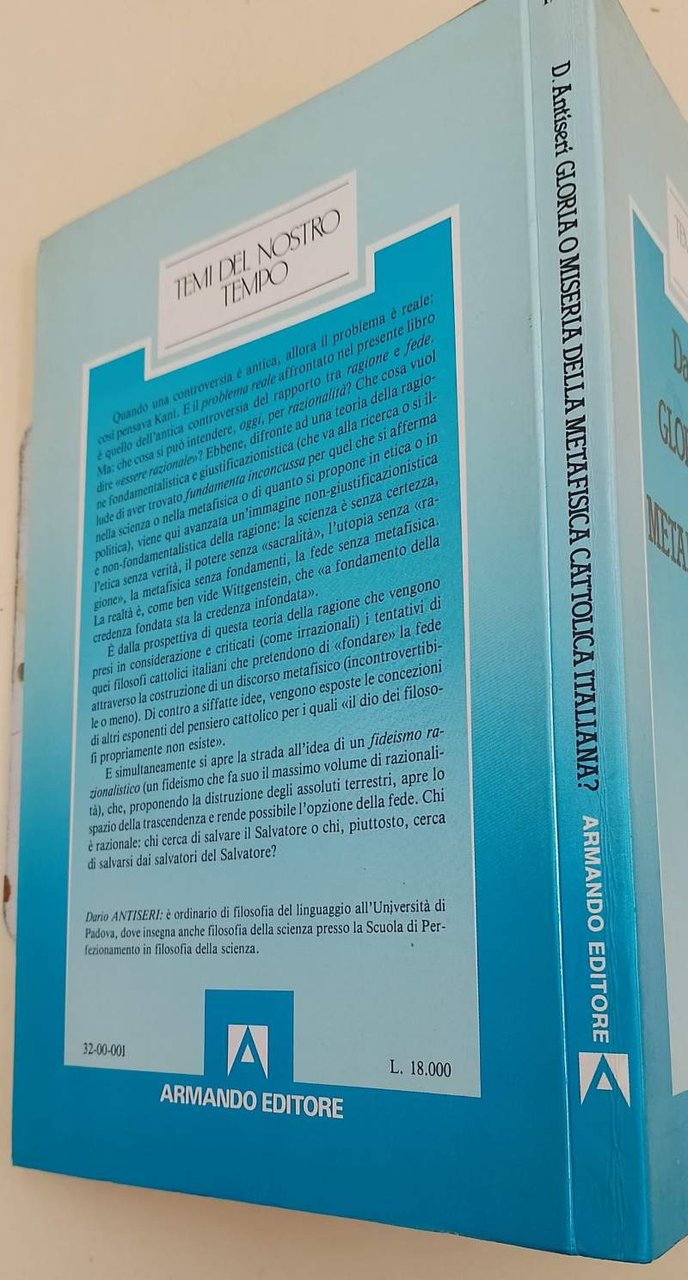 TEMI DEL NOSTRO
TEMPO
Quando una controversia è antica, allora il problema è reale:
così pensava Kant. E il problema reale affrontato nel presente libro
è quello dell'antica controversia del rapporto tra ragione e fede.
Ma: che cosa si può intendere, oggi, per razionalità? Che cosa vuol
dire «essere razionale»? Ebbene, difronte ad una teoria della ragio-
ne fondamentalistica e giustificazionistica (che va alla ricerca o si il-
lude di aver trovato fundamenta inconcussa per quel che si afferma
nella scienza o nella metafisica o di quanto si propone in etica o in
politica), viene qui avanzata un'immagine non-giustificazionistica
e non-fondamentalistica della ragione: la scienza è senza certezza,
l'etica senza verità, il potere senza «sacralità», l'utopia senza «ra-
gione», la metafisica senza fondamenti, la fede senza metafisica.
La realtà è, come ben vide Wittgenstein, che «a fondamento della
credenza fondata sta la credenza infondata».
È dalla prospettiva di questa teoria della ragione che vengono
presi in considerazione e criticati (come irrazionali) i tentativi di
quei filosofi cattolici italiani che pretendono di «fondare» la fede
attraverso la costruzione di un discorso metafisico (incontrovertibi-
le o meno). Di contro a siffatte idee, vengono esposte le concezioni
di altri esponenti del pensiero cattolico per i quali «il dio dei filoso-
fi propriamente non esiste».
E simultaneamente si apre la strada all'idea di un fideismo ra-
zionalistico (un fideismo che fa suo il massimo volume di razionali-
tà), che, proponendo la distruzione degli assoluti terrestri, apre lo
spazio della trascendenza e rende possibile l'opzione della fede. Chi
è razionale: chi cerca di salvare il Salvatore o chi, piuttosto, cerca
di salvarsi dai salvatori del Salvatore?
Dario ANTISERI: è ordinario di filosofia del linguaggio all'Università di
Padova, dove insegna anche filosofia della scienza presso la Scuola di Per-
fezionamento in filosofia della scienza.
32-00-001
L. 18.000
ARMANDO EDITORE
D. Antiseri GLORIA O MISERIA DELLA METAFISICA CATTOLICA ITALIANA? ARMANDO EDITORE
TE
Da
GLO
META